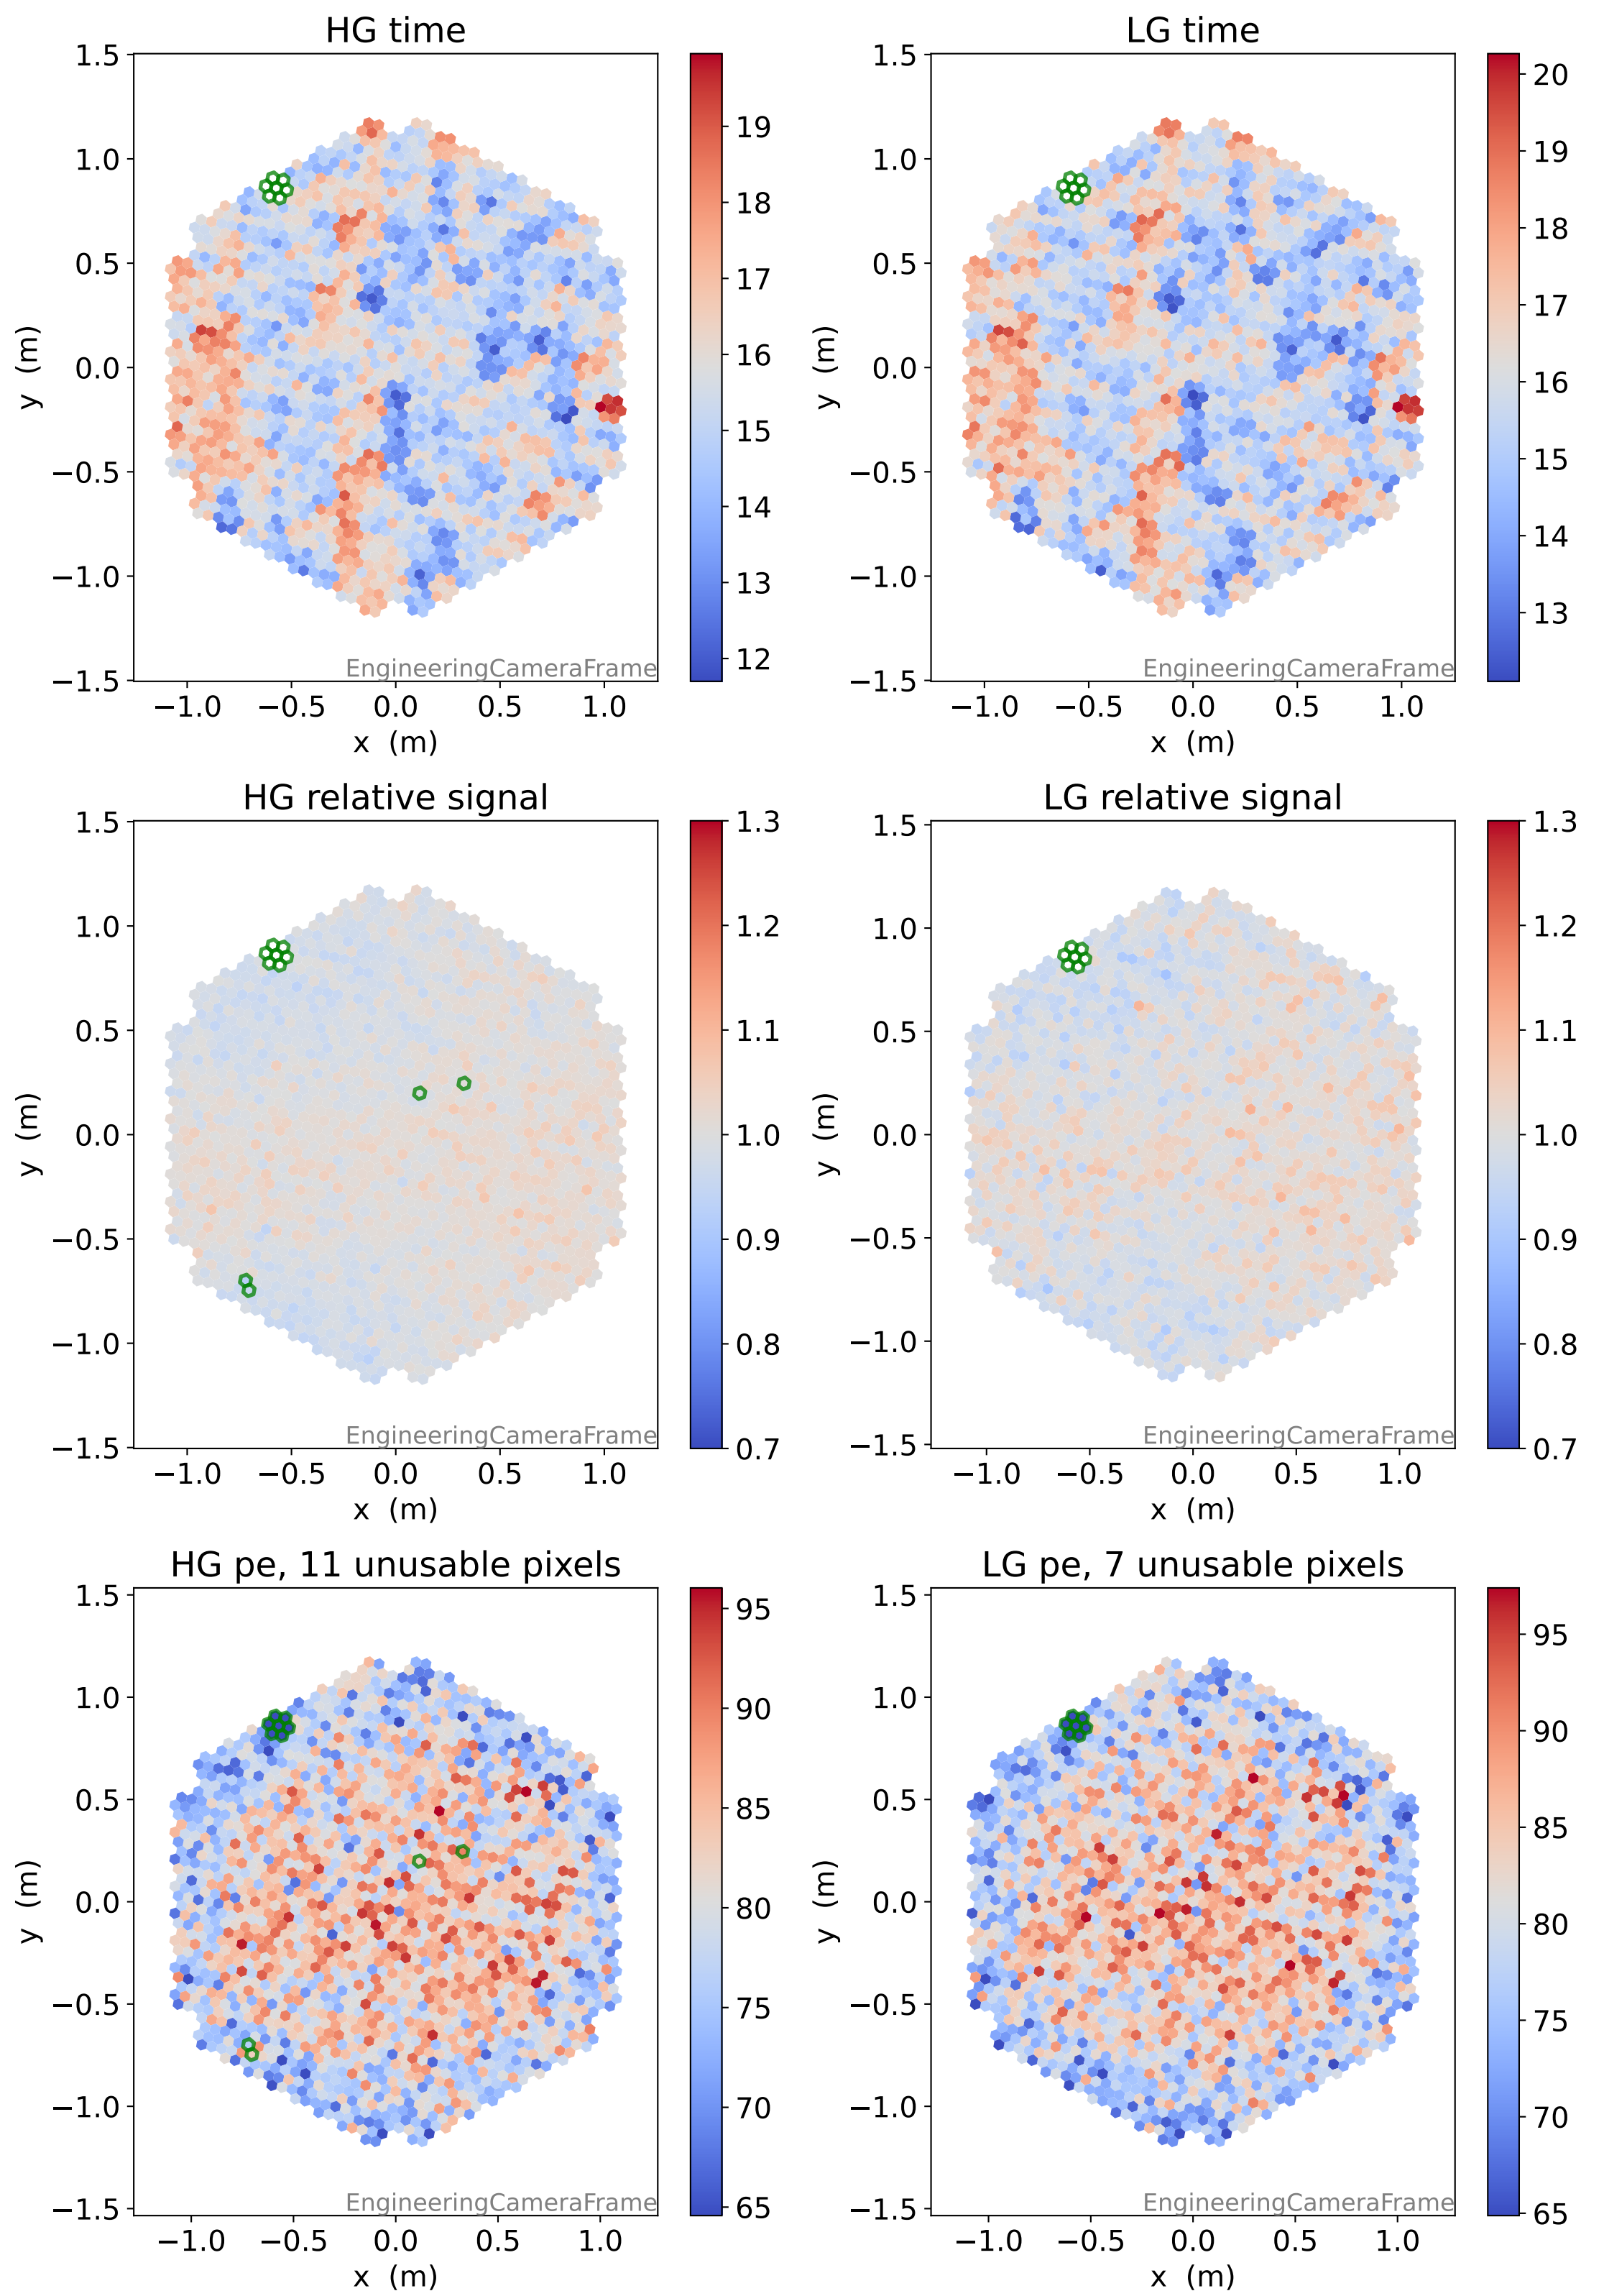 HG time
1.5
1.0
0.5
0.0
−0.5
−1.0
−1.5
y (m)
−1.0 −0.5 0.0 0.5 1.0
x (m)
EngineeringCameraFrame
19
18
17
16
15
14
13
12
LG time
1.5
1.0
0.5
0.0
−0.5
−1.0
−1.5
y (m)
−1.0 −0.5 0.0 0.5 1.0
x (m)
EngineeringCameraFrame
20
19
18
17
16
15
14
13
HG relative signal
1.5
1.0
0.5
0.0
−0.5
−1.0
−1.5
y (m)
−1.0 −0.5 0.0 0.5 1.0
x (m)
EngineeringCameraFrame
1.3
1.2
1.1
1.0
0.9
0.8
0.7
LG relative signal
1.5
1.0
0.5
0.0
−0.5
−1.0
−1.5
y (m)
−1.0 −0.5 0.0 0.5 1.0
x (m)
EngineeringCameraFrame
1.3
1.2
1.1
1.0
0.9
0.8
0.7
HG pe, 11 unusable pixels
1.5
1.0
0.5
0.0
−0.5
−1.0
−1.5
y (m)
−1.0 −0.5 0.0 0.5 1.0
x (m)
EngineeringCameraFrame
95
90
85
80
75
70
65
LG pe, 7 unusable pixels
1.5
1.0
0.5
0.0
−0.5
−1.0
−1.5
y (m)
−1.0 −0.5 0.0 0.5 1.0
x (m)
EngineeringCameraFrame
95
90
85
80
75
70
65